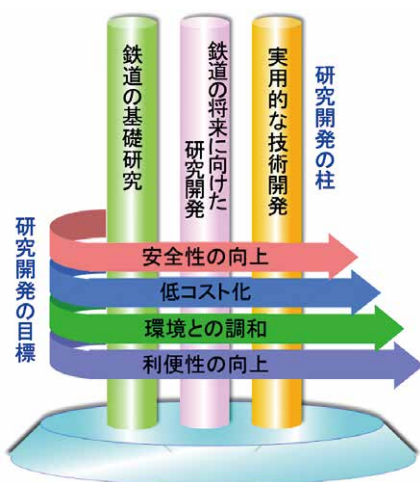 鉄道の基礎研究
鉄道の将来に向けた
研究開発
実用的な技術開発
研究開発の柱
研究開発の目標
安全性の向上
低コスト化
環境との調和
利便性の向上